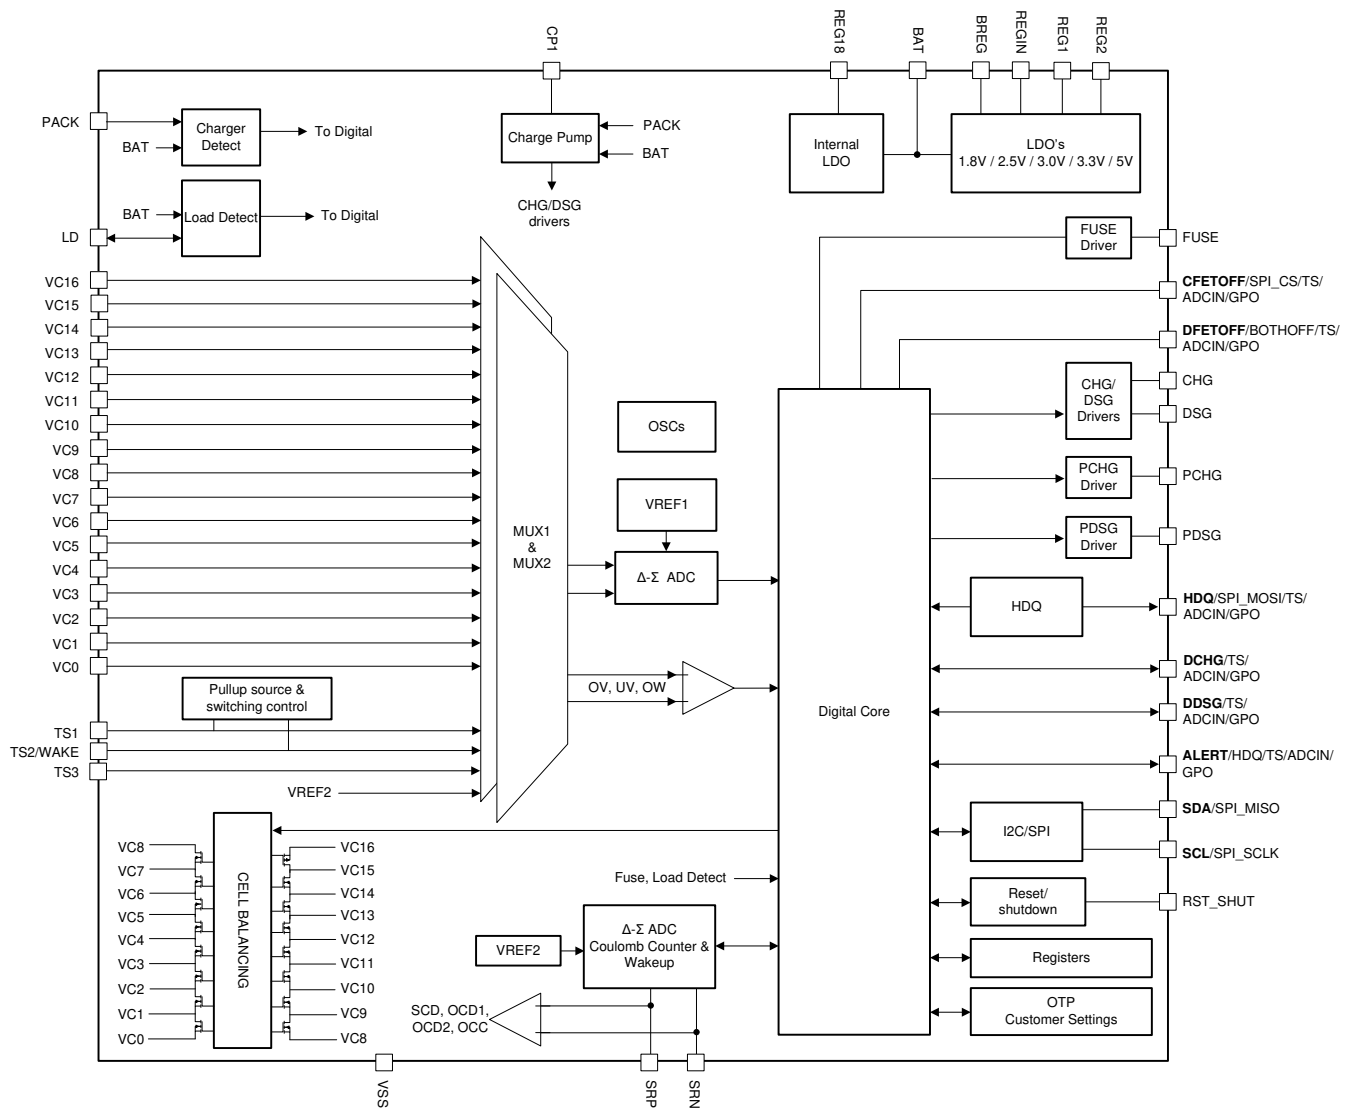 CP1
REG18
BAT
BREG
REGIN
REG1
REG2
PACK
BAT
Charger
Detect
To Digital
Charge Pump
PACK
BAT
CHG/DSG
drivers
Internal
LDO
LDO's
1.8V / 2.5V / 3.0V / 3.3V / 5V
BAT
LD
Load Detect
To Digital
FUSE
Driver
FUSE
VC16
VC15
VC14
VC13
VC12
VC11
VC10
VC9
VC8
VC7
VC6
VC5
VC4
VC3
VC2
VC1
VC0
Pullup source &
switching control
TS1
TS2/WAKE
TS3
VREF2
MUX1
&
MUX2
OSCs
VREF1
Δ-Σ ADC
OV, UV, OW
Digital Core
CFETOFF/SPI_CS/TS/
ADCIN/GPO
DFETOFF/BOTHOFF/TS/
ADCIN/GPO
CHG/
DSG
Drivers
CHG
DSG
PCHG
Driver
PCHG
PDSG
Driver
PDSG
HDQ
HDQ/SPI_MOSI/TS/
ADCIN/GPO
DCHG/TS/
ADCIN/GPO
DDSG/TS/
ADCIN/GPO
ALERT/HDQ/TS/ADCIN/
GPO
I2C/SPI
SDA/SPI_MISO
SCL/SPI_SCLK
Reset/
shutdown
RST_SHUT
Registers
OTP
Customer Settings
VC8
VC7
VC6
VC5
VC4
VC3
VC2
VC1
VC0
CELL BALANCING
VC16
VC15
VC14
VC13
VC12
VC11
VC10
VC9
VC8
Fuse, Load Detect
VREF2
Δ-Σ ADC
Coulomb Counter &
Wakeup
SCD, OCD1,
OCD2, OCC
VSS
SRP
SRN